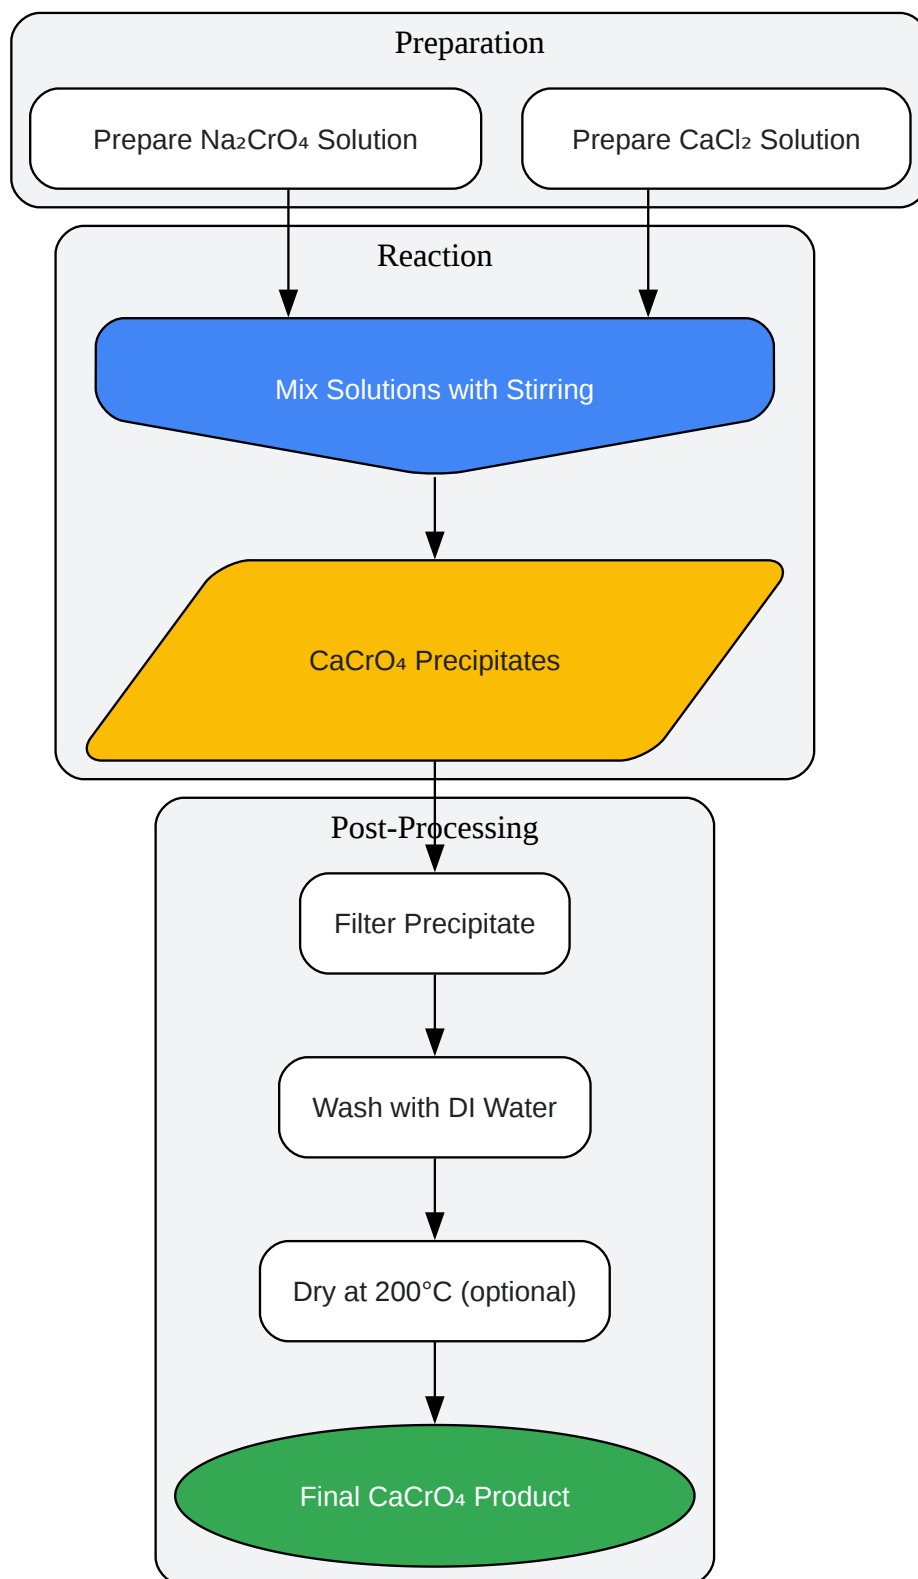 Preparation
Prepare Na₂CrO₄ Solution
Prepare CaCl₂ Solution
Reaction
Mix Solutions with Stirring
CaCrO₄ Precipitates
Post-Processing
Filter Precipitate
Wash with DI Water
Dry at 200°C (optional)
Final CaCrO₄ Product